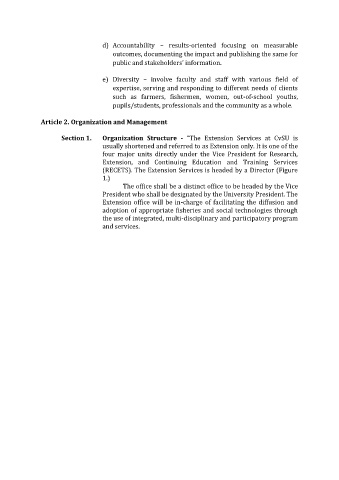 d) Accountability – results-oriented focusing on measurable
outcomes, documenting the impact and publishing the same for
public and stakeholders' information.
e) Diversity – involve faculty and staff with various field of
expertise, serving and responding to different needs of clients
such as farmers, fishermen, women, out-of-school youths,
pupils/students, professionals and the community as a whole.
Article 2. Organization and Management
Section 1. Organization Structure - "The Extension Services at CvSU is
usually shortened and referred to as Extension only. It is one of the
four major units directly under the Vice President for Research,
Extension, and Continuing Education and Training Services
(RECETS). The Extension Services is headed by a Director (Figure
1.)
The office shall be a distinct office to be headed by the Vice
President who shall be designated by the University President. The
Extension office will be in-charge of facilitating the diffusion and
adoption of appropriate fisheries and social technologies through
the use of integrated, multi-disciplinary and participatory program
and services.